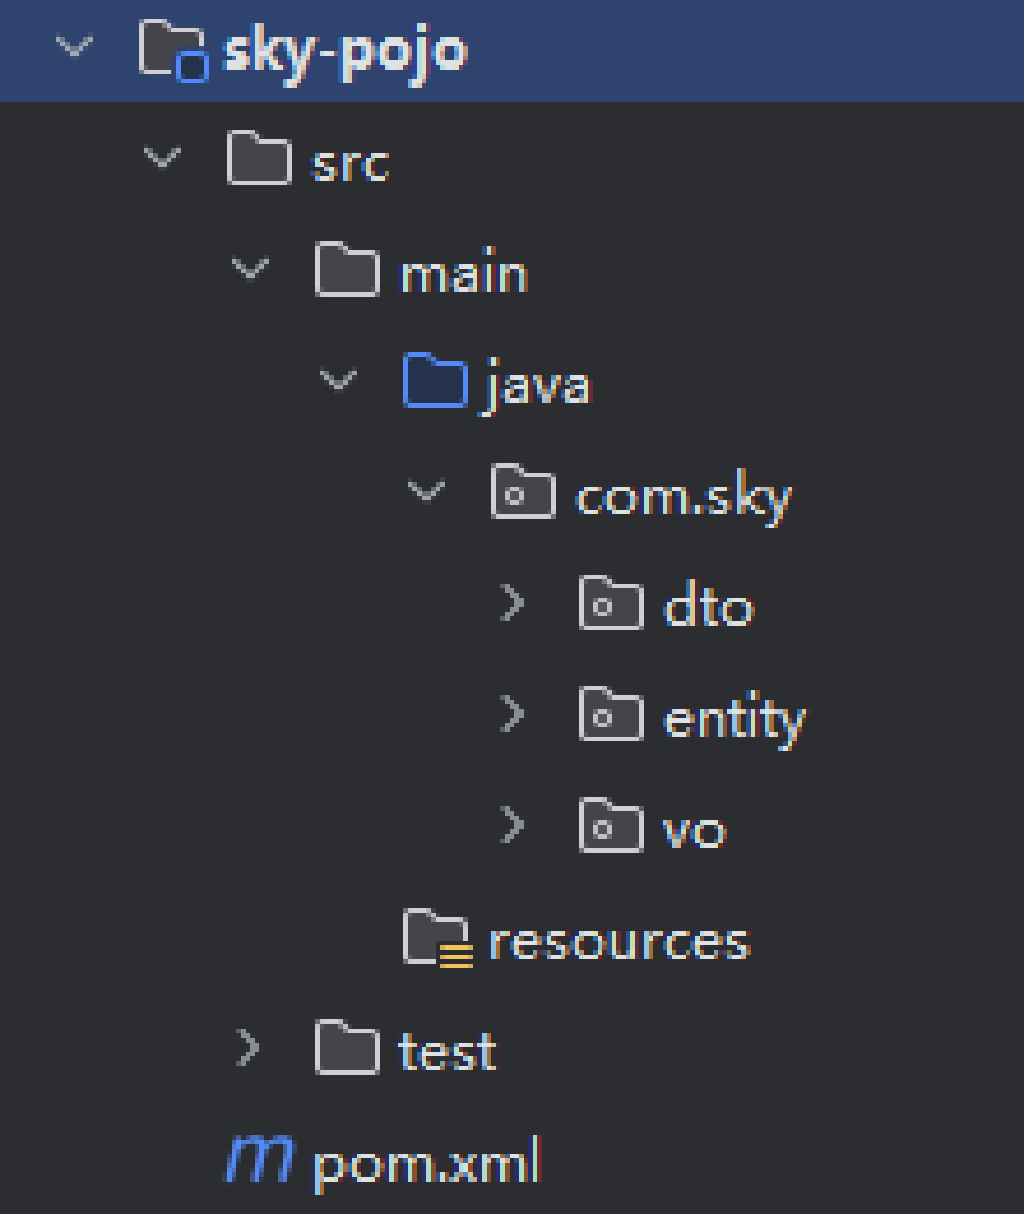 sky-pojo
src
main
java
com.sky
dto
entity
vo
resources
test
pom.xml